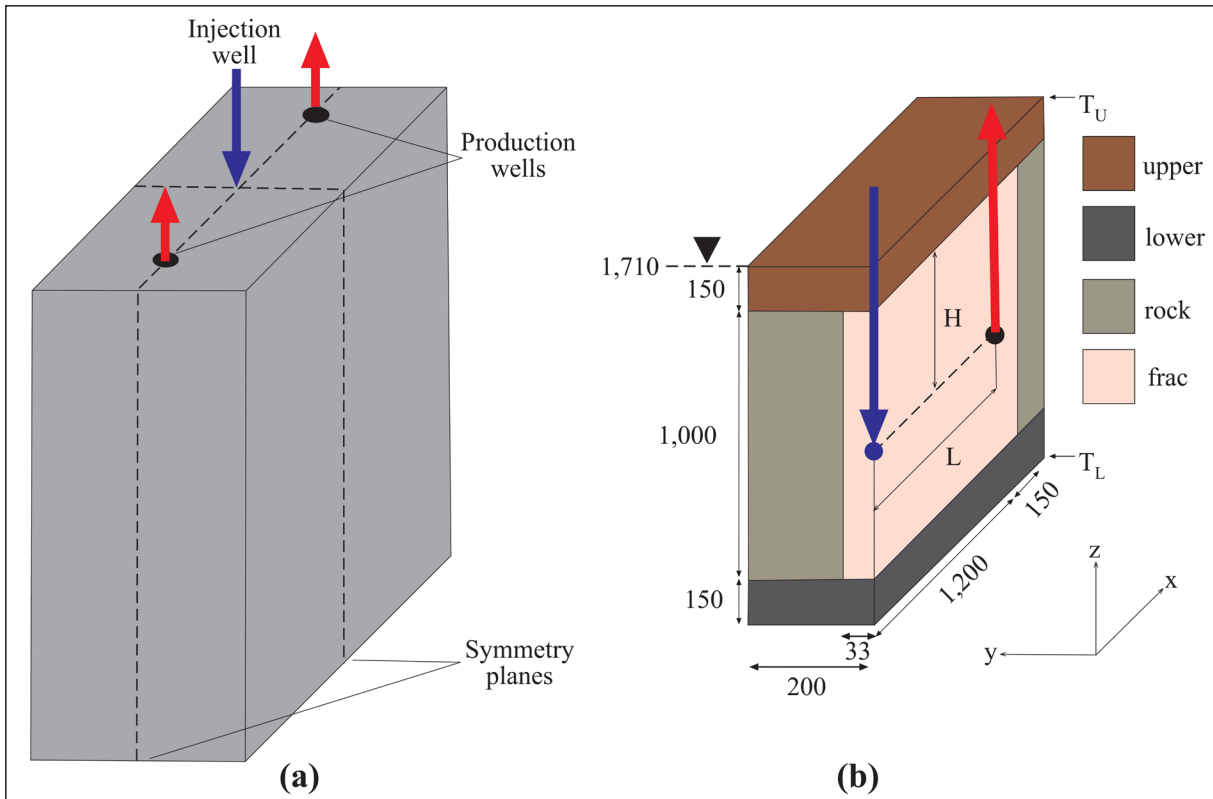 Injection
well
Production
wells
Symmetry
planes
(a)
T_U
upper
lower
rock
frac
1,710
150
H
1,000
L
T_L
150
150
1,200
33
200
z
x
y
(b)